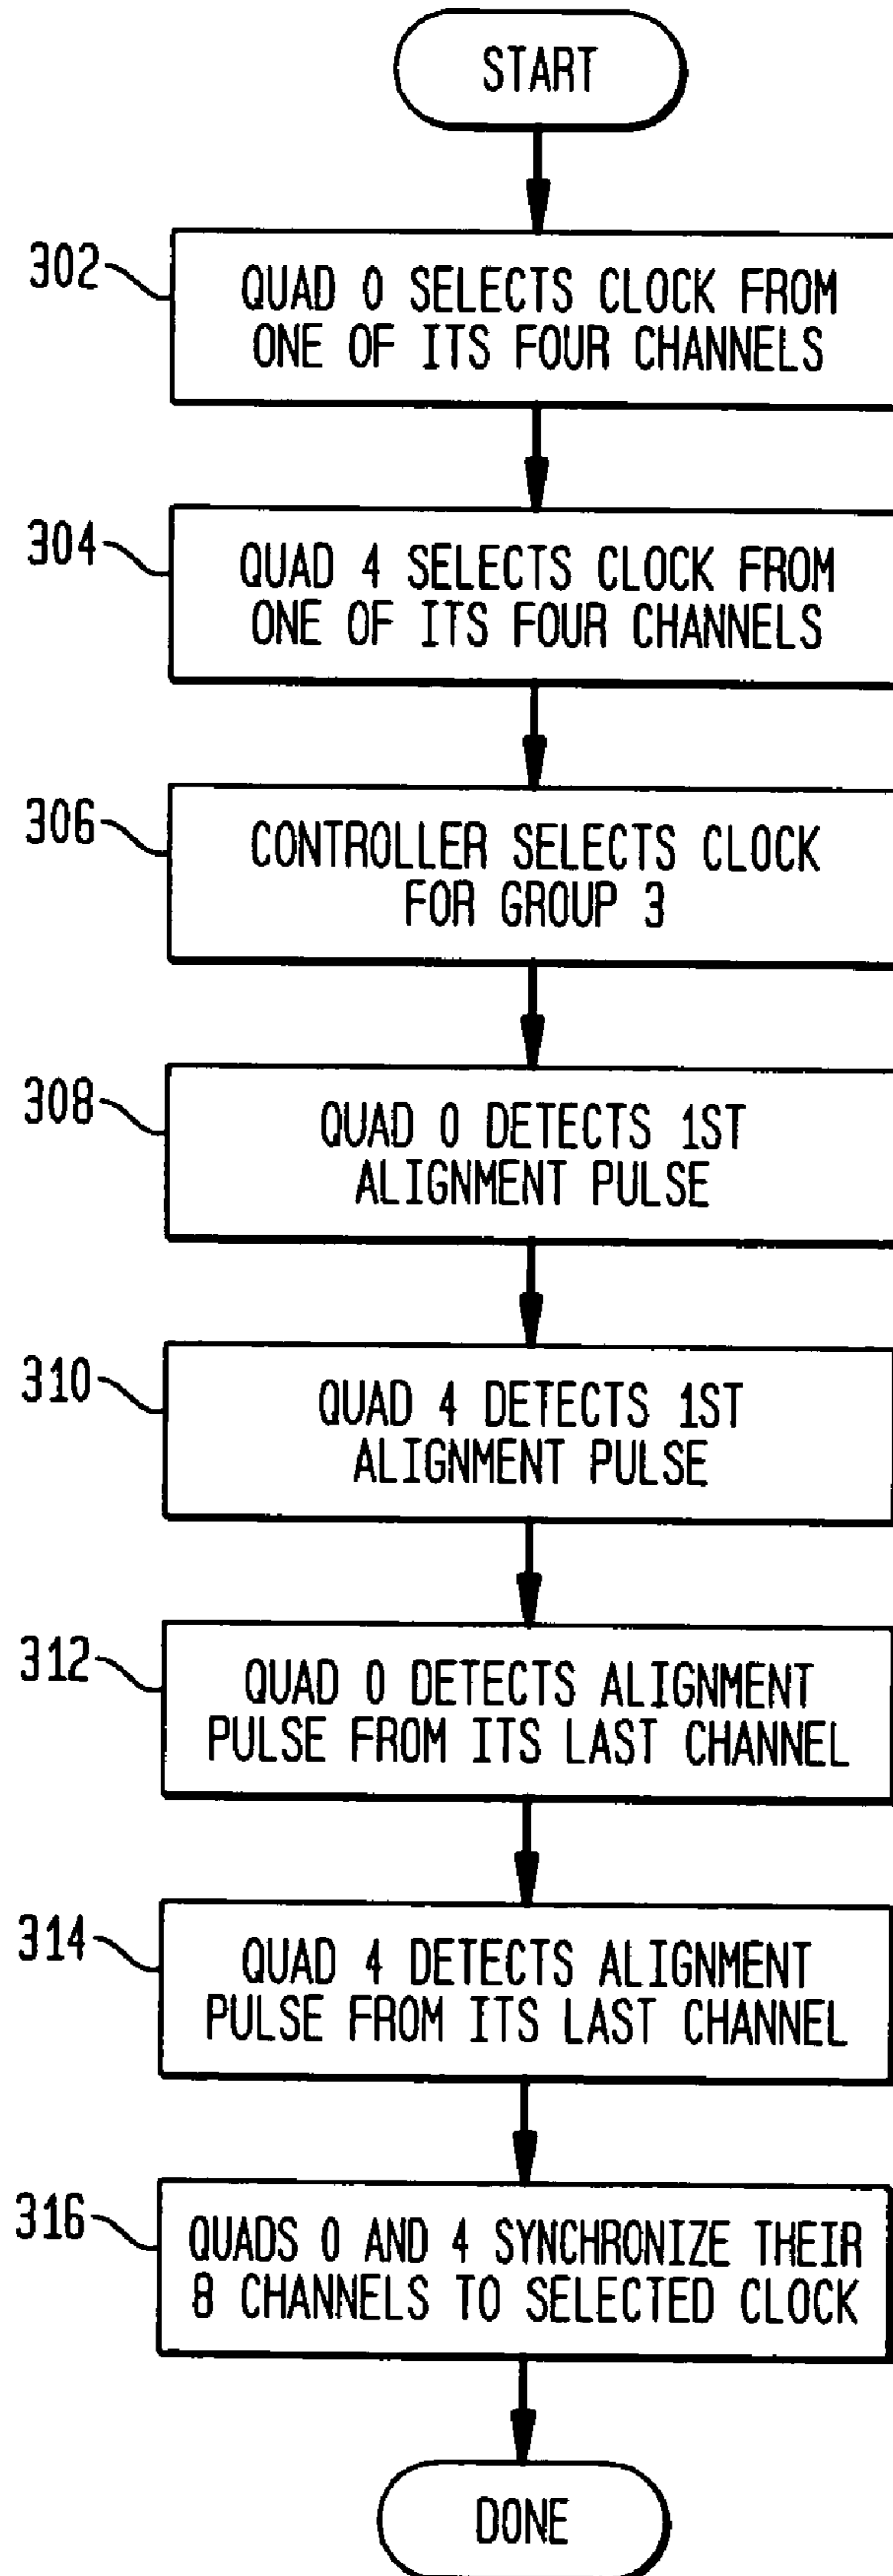 START
302
QUAD 0 SELECTS CLOCK FROM
ONE OF ITS FOUR CHANNELS
304
QUAD 4 SELECTS CLOCK FROM
ONE OF ITS FOUR CHANNELS
306
CONTROLLER SELECTS CLOCK
FOR GROUP 3
308
QUAD 0 DETECTS 1ST
ALIGNMENT PULSE
310
QUAD 4 DETECTS 1ST
ALIGNMENT PULSE
312
QUAD 0 DETECTS ALIGNMENT
PULSE FROM ITS LAST CHANNEL
314
QUAD 4 DETECTS ALIGNMENT
PULSE FROM ITS LAST CHANNEL
316
QUADS 0 AND 4 SYNCHRONIZE THEIR
8 CHANNELS TO SELECTED CLOCK
DONE